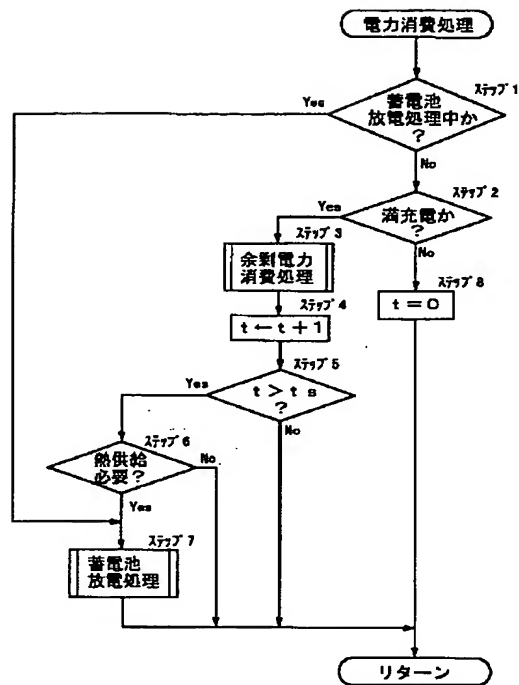 電力消費処理
ステップ1
蓄電池
放電処理中か
?
Yes
No
ステップ2
満充電か
?
Yes
No
ステップ3
余剰電力
消費処理
ステップ8
t=0
ステップ4
t←t+1
ステップ5
t>ts
?
Yes
No
ステップ6
熱供給
必要?
No
Yes
ステップ7
蓄電池
放電処理
リターン